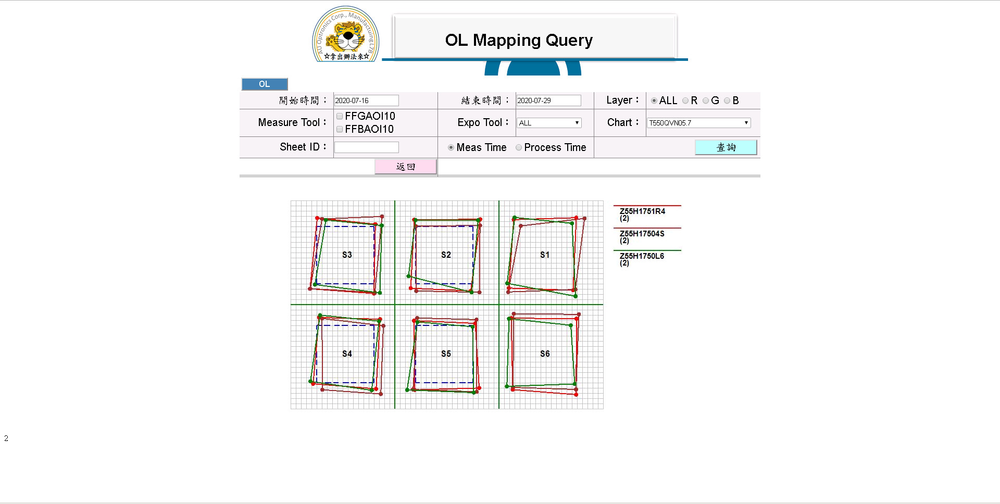 AU Optronics Corp., Manufactuing L7B
☆拿出辦法來☆
OL Mapping Query
OL
開始時間： 2020-07-16 結束時間： 2020-07-29 Layer： ALL R G B
Measure Tool： FFGAOI10 FFBAOI10 Expo Tool： ALL Chart： T550QVN05.7
Sheet ID： Meas Time Process Time 查詢
返回
S3 S2 S1
S4 S5 S6
Z55H1751R4
(2)
Z55H17504S
(2)
Z55H1750L6
(2)
2